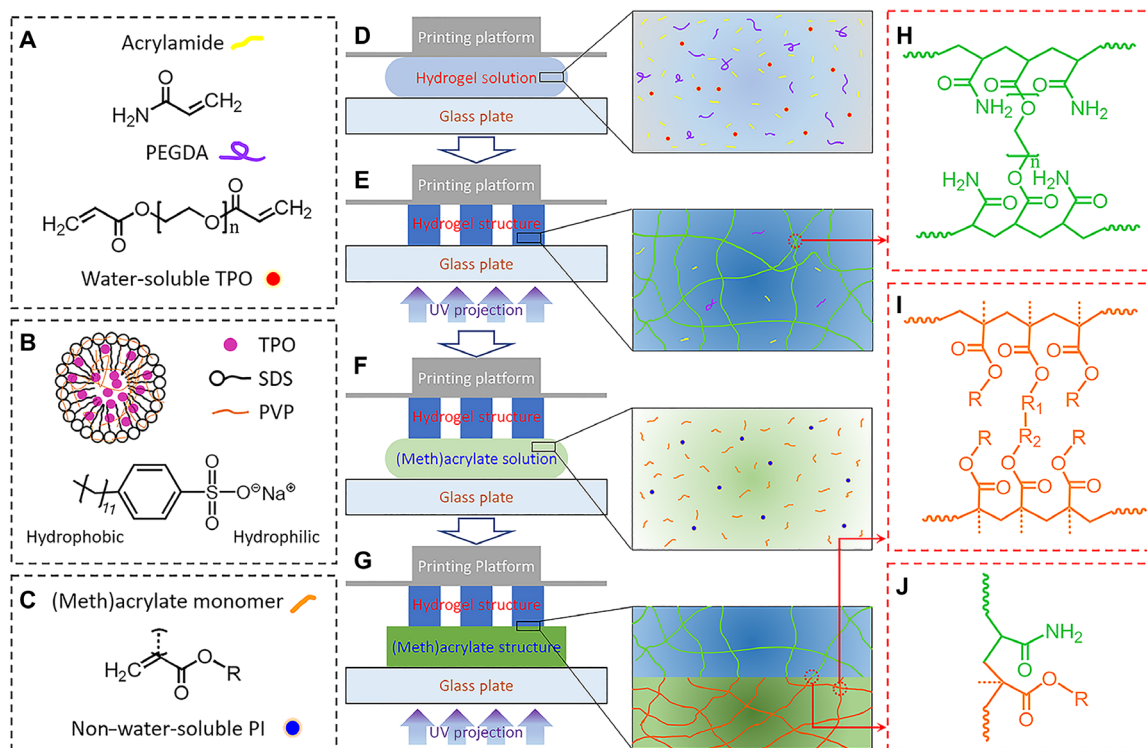 A
Acrylamide
O
H₂N
CH₂
PEGDA
H₂C
O
O
O
n
O
CH₂
Water-soluble TPO
B
TPO
SDS
PVP
11
O
S
O
O⊖Na⊕
Hydrophobic
Hydrophilic
C
(Meth)acrylate monomer
H₂C
O
O
R
Non-water-soluble PI
D
Printing platform
Hydrogel solution
Glass plate
E
Printing platform
Hydrogel structure
Glass plate
UV projection
F
Printing platform
Hydrogel structure
(Meth)acrylate solution
Glass plate
G
Printing platform
Hydrogel structure
(Meth)acrylate structure
Glass plate
UV projection
H
O
O
O
NH₂
O
NH₂
n
H₂N
O
H₂N
O
O
O
I
O
O
O
O
O
O
R
R₁
R
R
R₂
R
O
O
O
O
O
O
J
NH₂
O
O
R
O